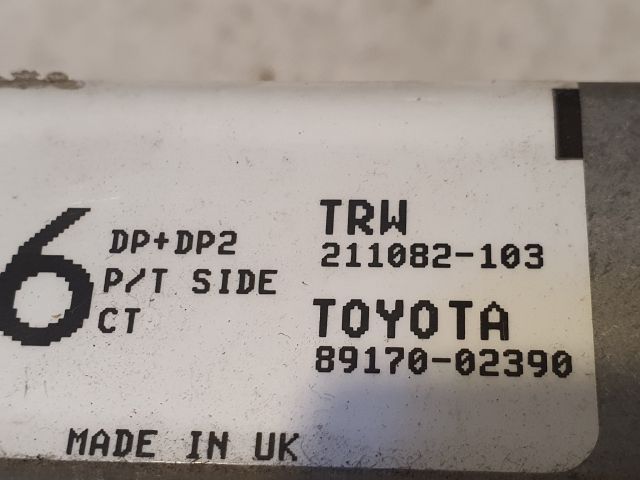 6
DP+DP2
P/T SIDE
CT
TRW
211082-103
TOYOTA
89170-02390
MADE IN UK